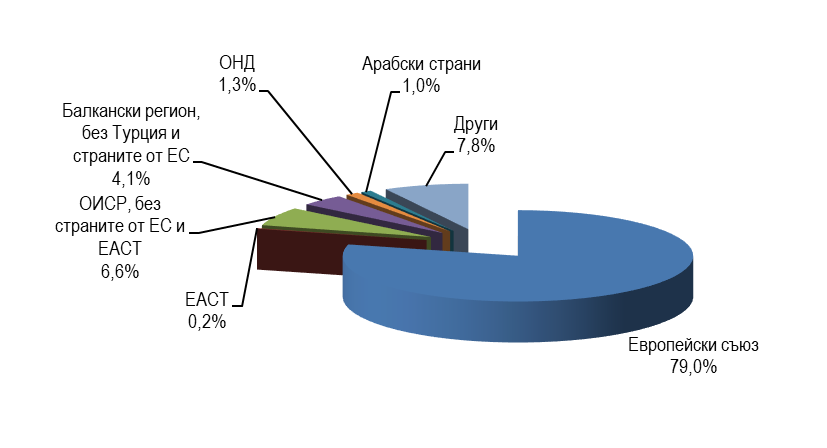 ОНД
1,3%
Арабски страни
1,0%
Други
7,8%
Балкански регион,
без Турция и
страните от ЕС
4,1%
ОИСР, без
страните от ЕС и
ЕАСТ
6,6%
ЕАСТ
0,2%
Европейски съюз
79,0%